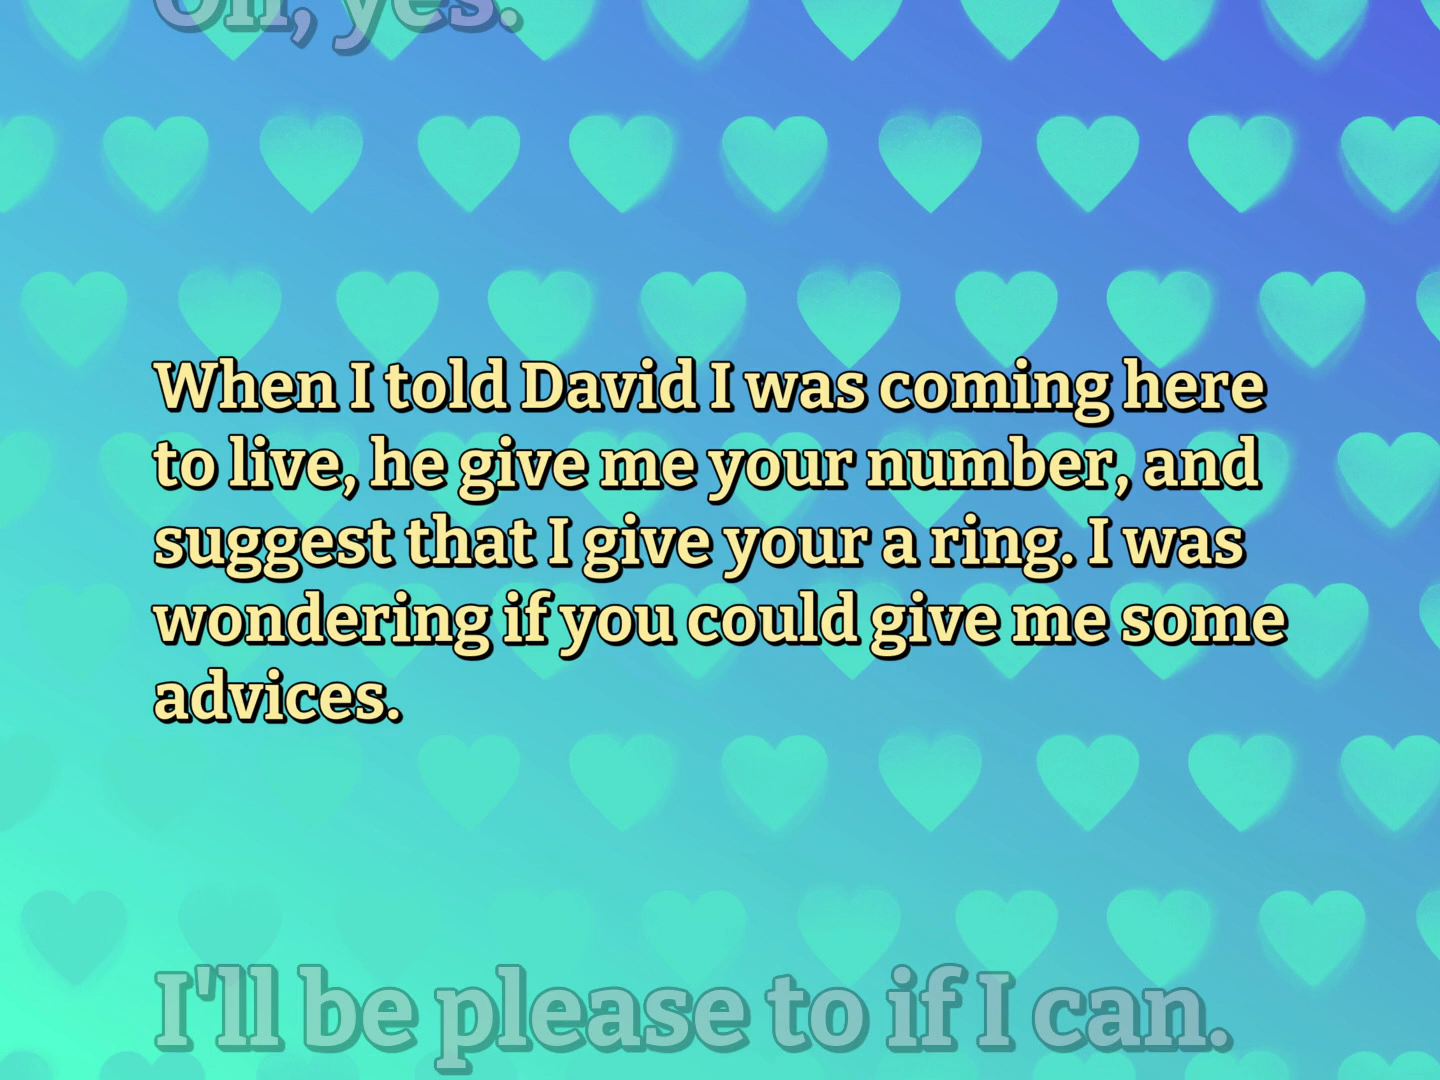 Oh, yes.
When I told David I was coming here
to live, he give me your number, and
suggest that I give your a ring. I was
wondering if you could give me some
advices.
I'll be please to if I can.